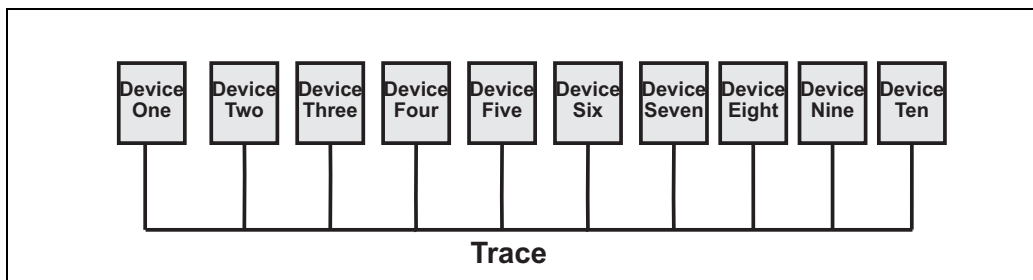 Device One
Device Two
Device Three
Device Four
Device Five
Device Six
Device Seven
Device Eight
Device Nine
Device Ten
Trace